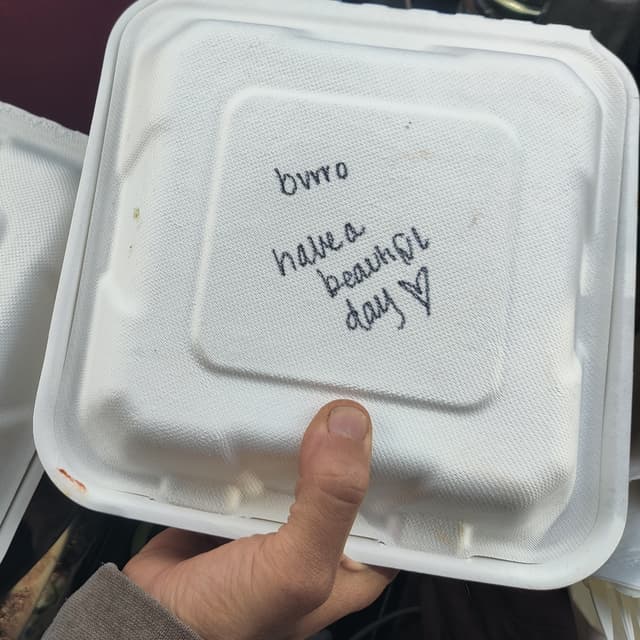 burro
have a
beautiful
day ♡